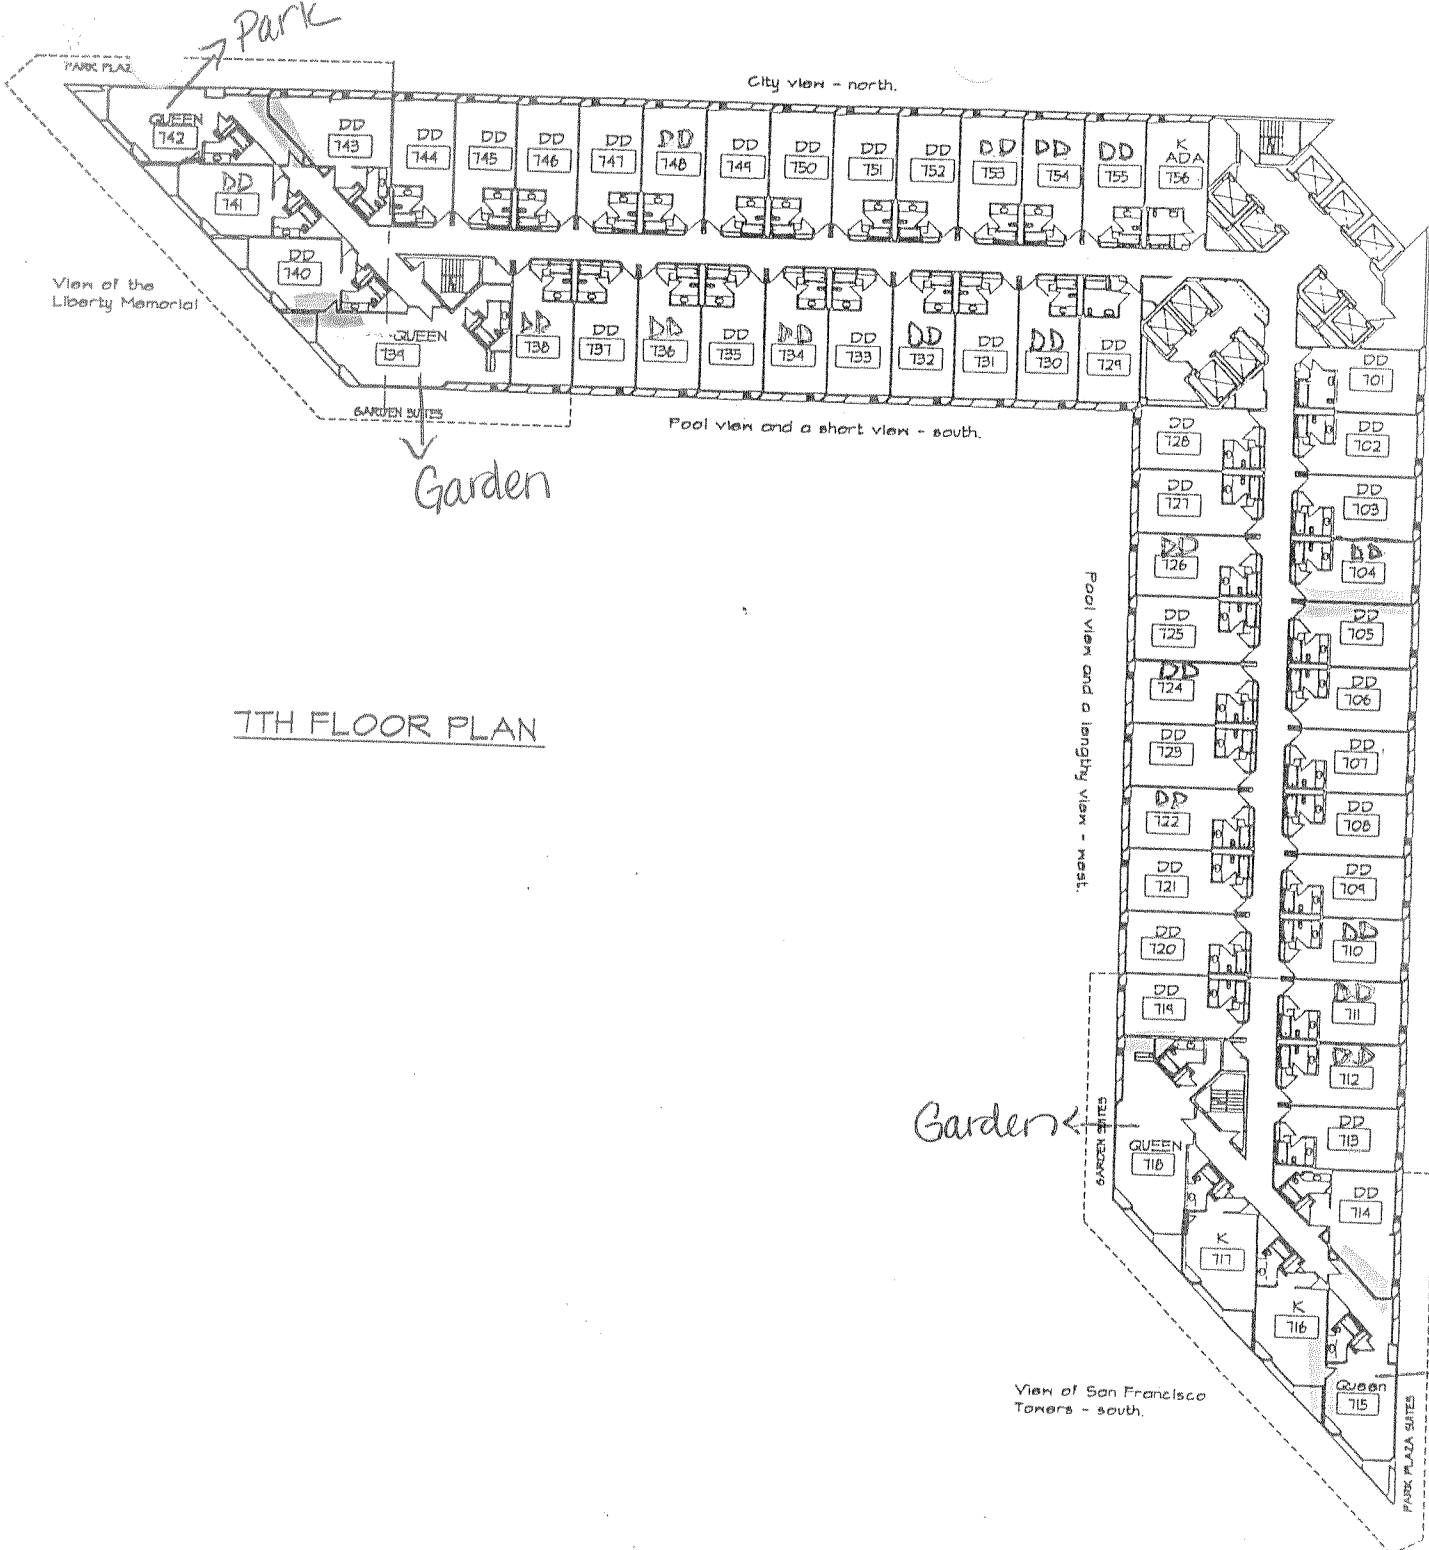 Park
PARK PLAZ
City view - north.
QUEEN
742
DD
743
DD
744
DD
745
DD
746
DD
747
DD
748
DD
749
DD
750
DD
751
DD
752
DD
753
DD
754
DD
755
K
ADA
756
DD
741
DD
740
View of the
Liberty Memorial
QUEEN
739
DD
738
DD
737
DD
736
DD
735
DD
734
DD
733
DD
732
DD
731
DD
730
DD
729
GARDEN SUITES
Pool view and a short view - south.
Garden
DD
701
DD
702
DD
703
DD
704
DD
705
DD
706
DD
707
DD
708
DD
709
DD
710
DD
711
DD
712
DD
713
DD
714
DD
728
DD
727
DD
726
DD
725
DD
724
DD
723
DD
722
DD
721
DD
720
DD
719
Pool view and a lengthy view - west.
7TH FLOOR PLAN
Garden
GARDEN SUITES
QUEEN
718
K
717
K
716
Queen
715
View of San Francisco
Towers - south.
PARK PLAZA SUITES